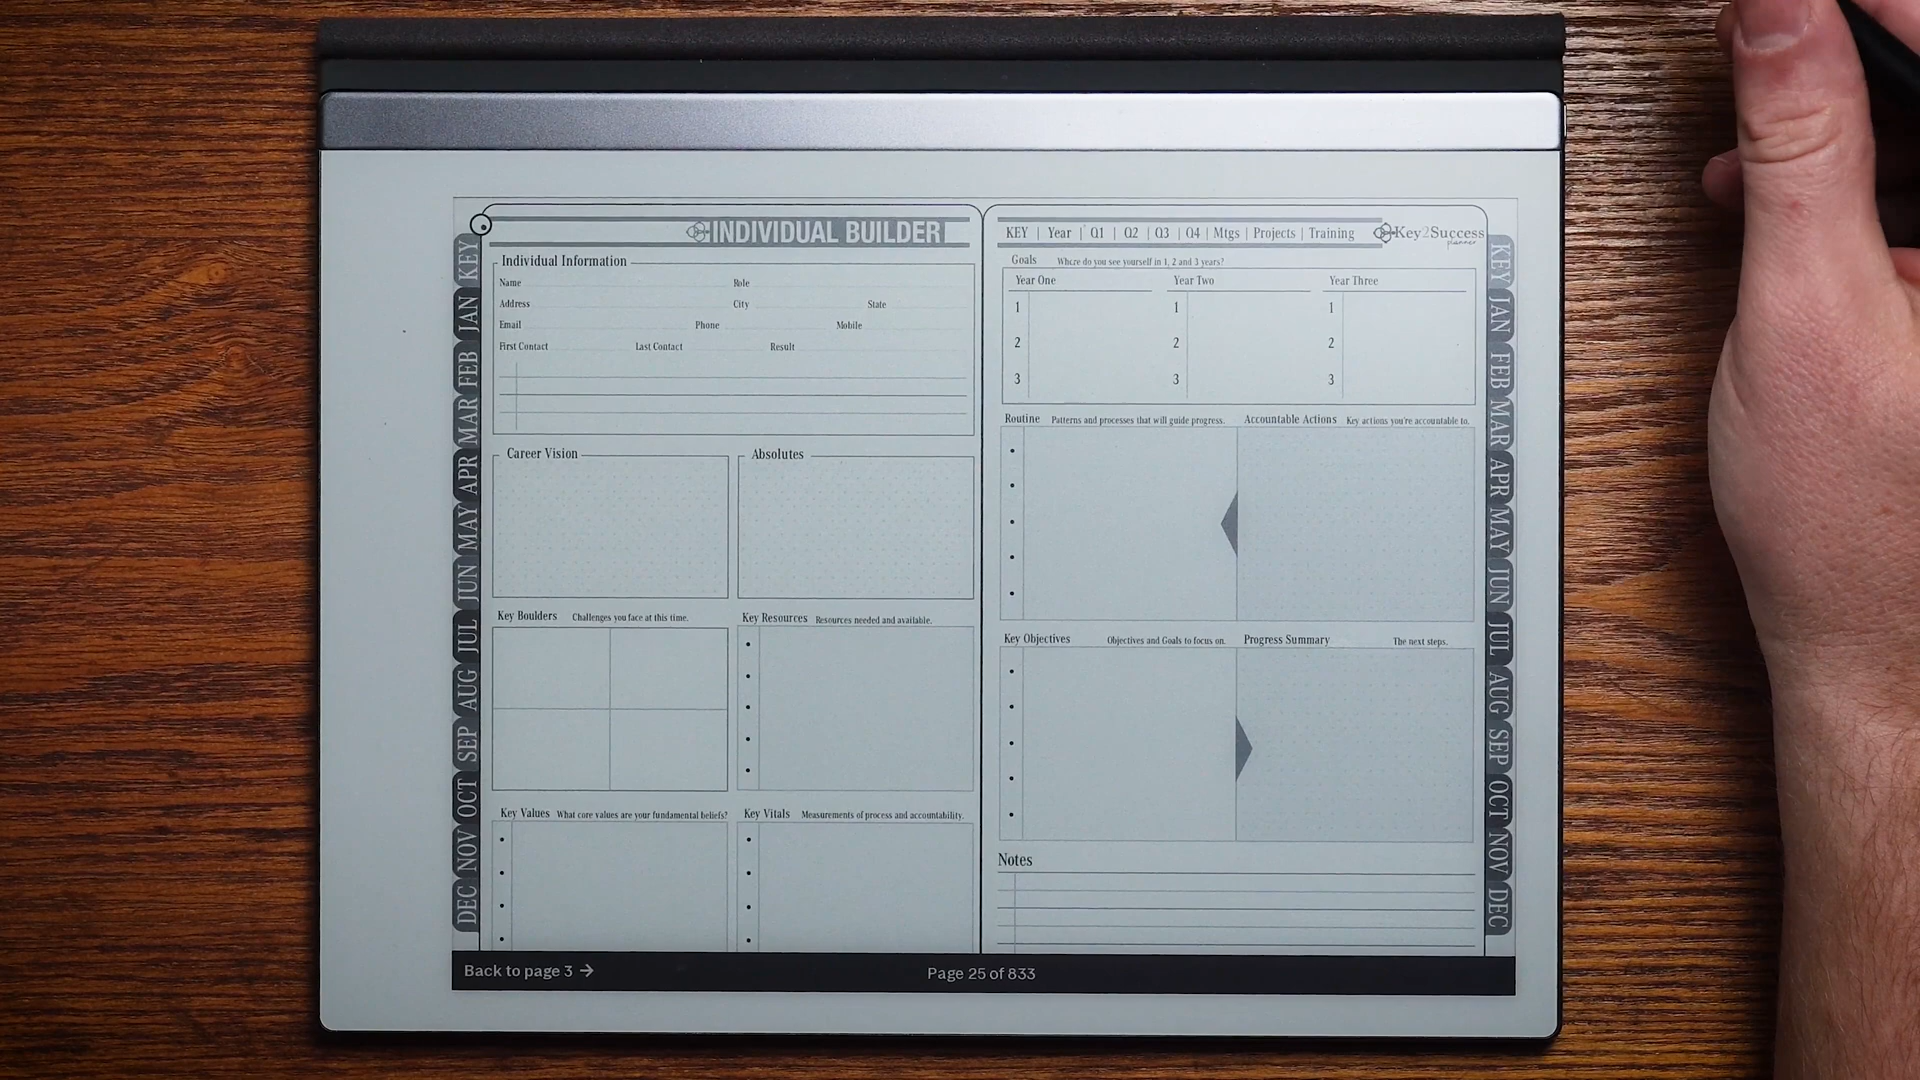 INDIVIDUAL BUILDER
Individual Information
Name Role
Address City State
Email Phone Mobile
First Contact Last Contact Result
Career Vision Absolutes
Key Boulders Challenges you face at this time.
Key Resources Resources needed and available.
Key Values What core values are your fundamental beliefs?
Key Vitals Measurements of process and accountability.
KEY | Year | Q1 | Q2 | Q3 | Q4 | Mtgs | Projects | Training
Key2Success
planner
Goals Where do you see yourself in 1, 2 and 3 years?
Year One Year Two Year Three
1 1 1
2 2 2
3 3 3
Routine Patterns and processes that will guide progress.
Accountable Actions Key actions you're accountable to.
Key Objectives Objectives and Goals to focus on.
Progress Summary The next steps.
Notes
KEY
JAN
FEB
MAR
APR
MAY
JUN
JUL
AUG
SEP
OCT
NOV
DEC
KEY
JAN
FEB
MAR
APR
MAY
JUN
JUL
AUG
SEP
OCT
NOV
DEC
Back to page 3 →
Page 25 of 833